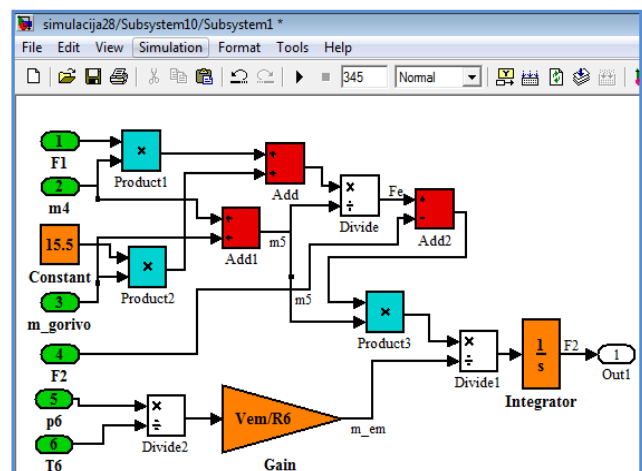 simulacija28/Subsystem10/Subsystem1 *
File Edit View Simulation Format Tools Help
345 Normal
1
F1
×
Product1
2
m4
+
+
Add
×
÷
Divide
Fe
+
-
Add2
15.5
Constant
×
Product2
+
+
Add1
m5
m5
3
m_gorivo
×
Product3
4
F2
×
÷
Divide1
1
s
Integrator
F2
1
Out1
5
p6
6
T6
×
÷
Divide2
Vem/R6
Gain
m_em